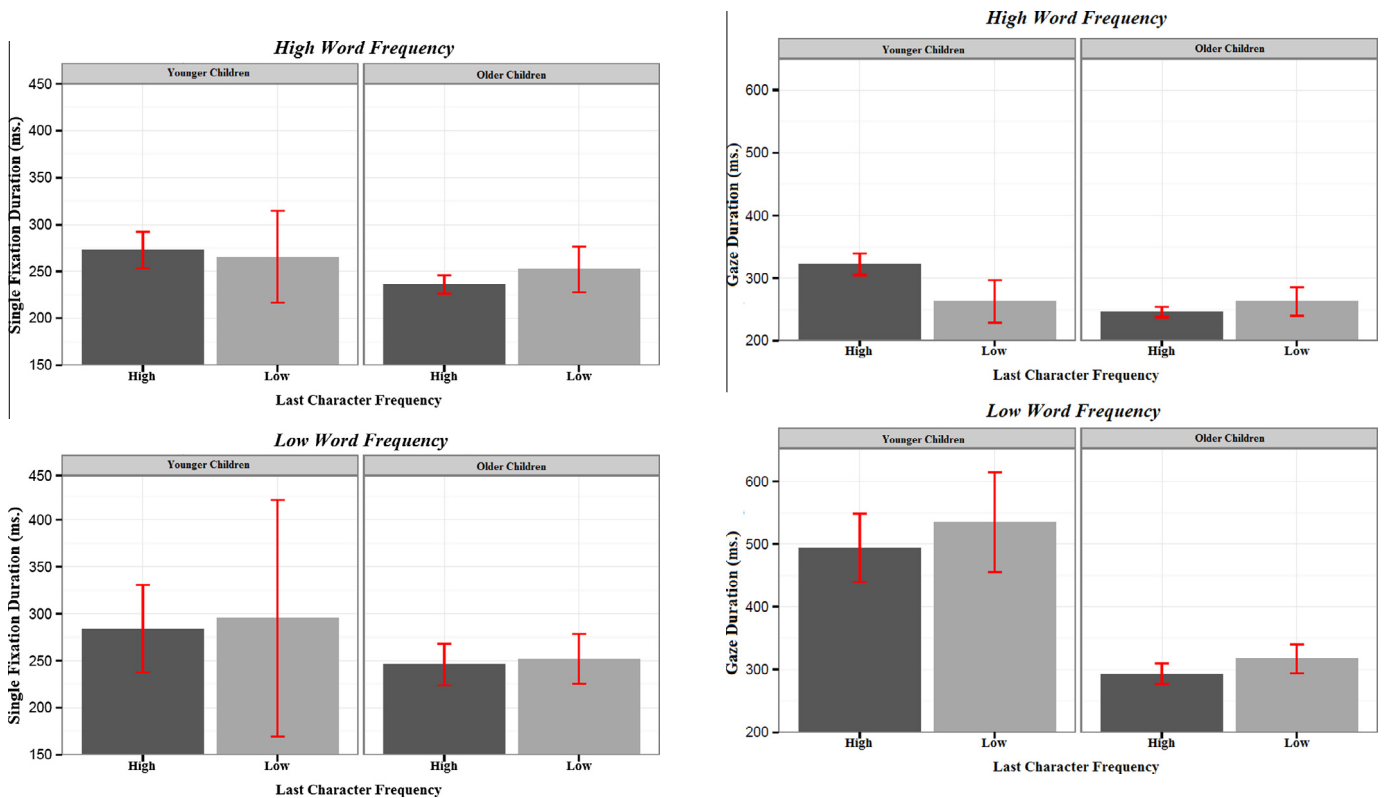 High Word Frequency
Younger Children
Older Children
Single Fixation Duration (ms.)
450
400
350
300
250
200
150
High
Low
High
Low
Last Character Frequency
High Word Frequency
Younger Children
Older Children
Gaze Duration (ms.)
600
500
400
300
200
High
Low
High
Low
Last Character Frequency
Low Word Frequency
Younger Children
Older Children
Single Fixation Duration (ms.)
450
400
350
300
250
200
150
High
Low
High
Low
Last Character Frequency
Low Word Frequency
Younger Children
Older Children
Gaze Duration (ms.)
600
500
400
300
200
High
Low
High
Low
Last Character Frequency